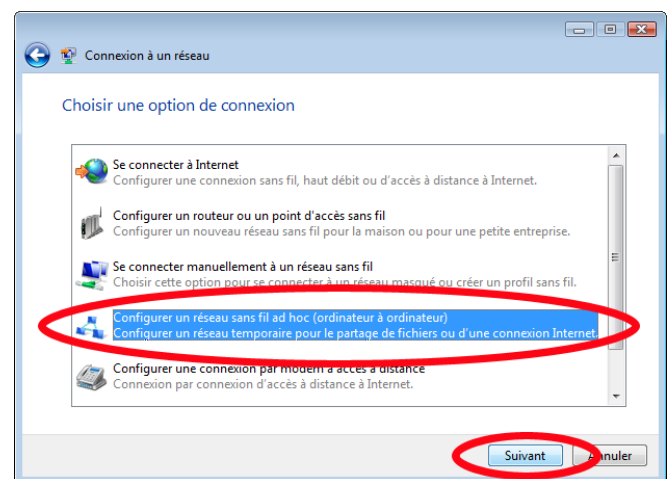 Connexion à un réseau
Choisir une option de connexion
Se connecter à Internet
Configurer une connexion sans fil, haut débit ou d'accès à distance à Internet.
Configurer un routeur ou un point d'accès sans fil
Configurer un nouveau réseau sans fil pour la maison ou pour une petite entreprise.
Se connecter manuellement à un réseau sans fil
Choisir cette option pour se connecter à un réseau masqué ou créer un profil sans fil.
Configurer un réseau sans fil ad hoc (ordinateur à ordinateur)
Configurer un réseau temporaire pour le partage de fichiers ou d'une connexion Internet.
Configurer une connexion par modem à accès à distance
Connexion par connexion d'accès à distance à Internet.
Suivant
Annuler